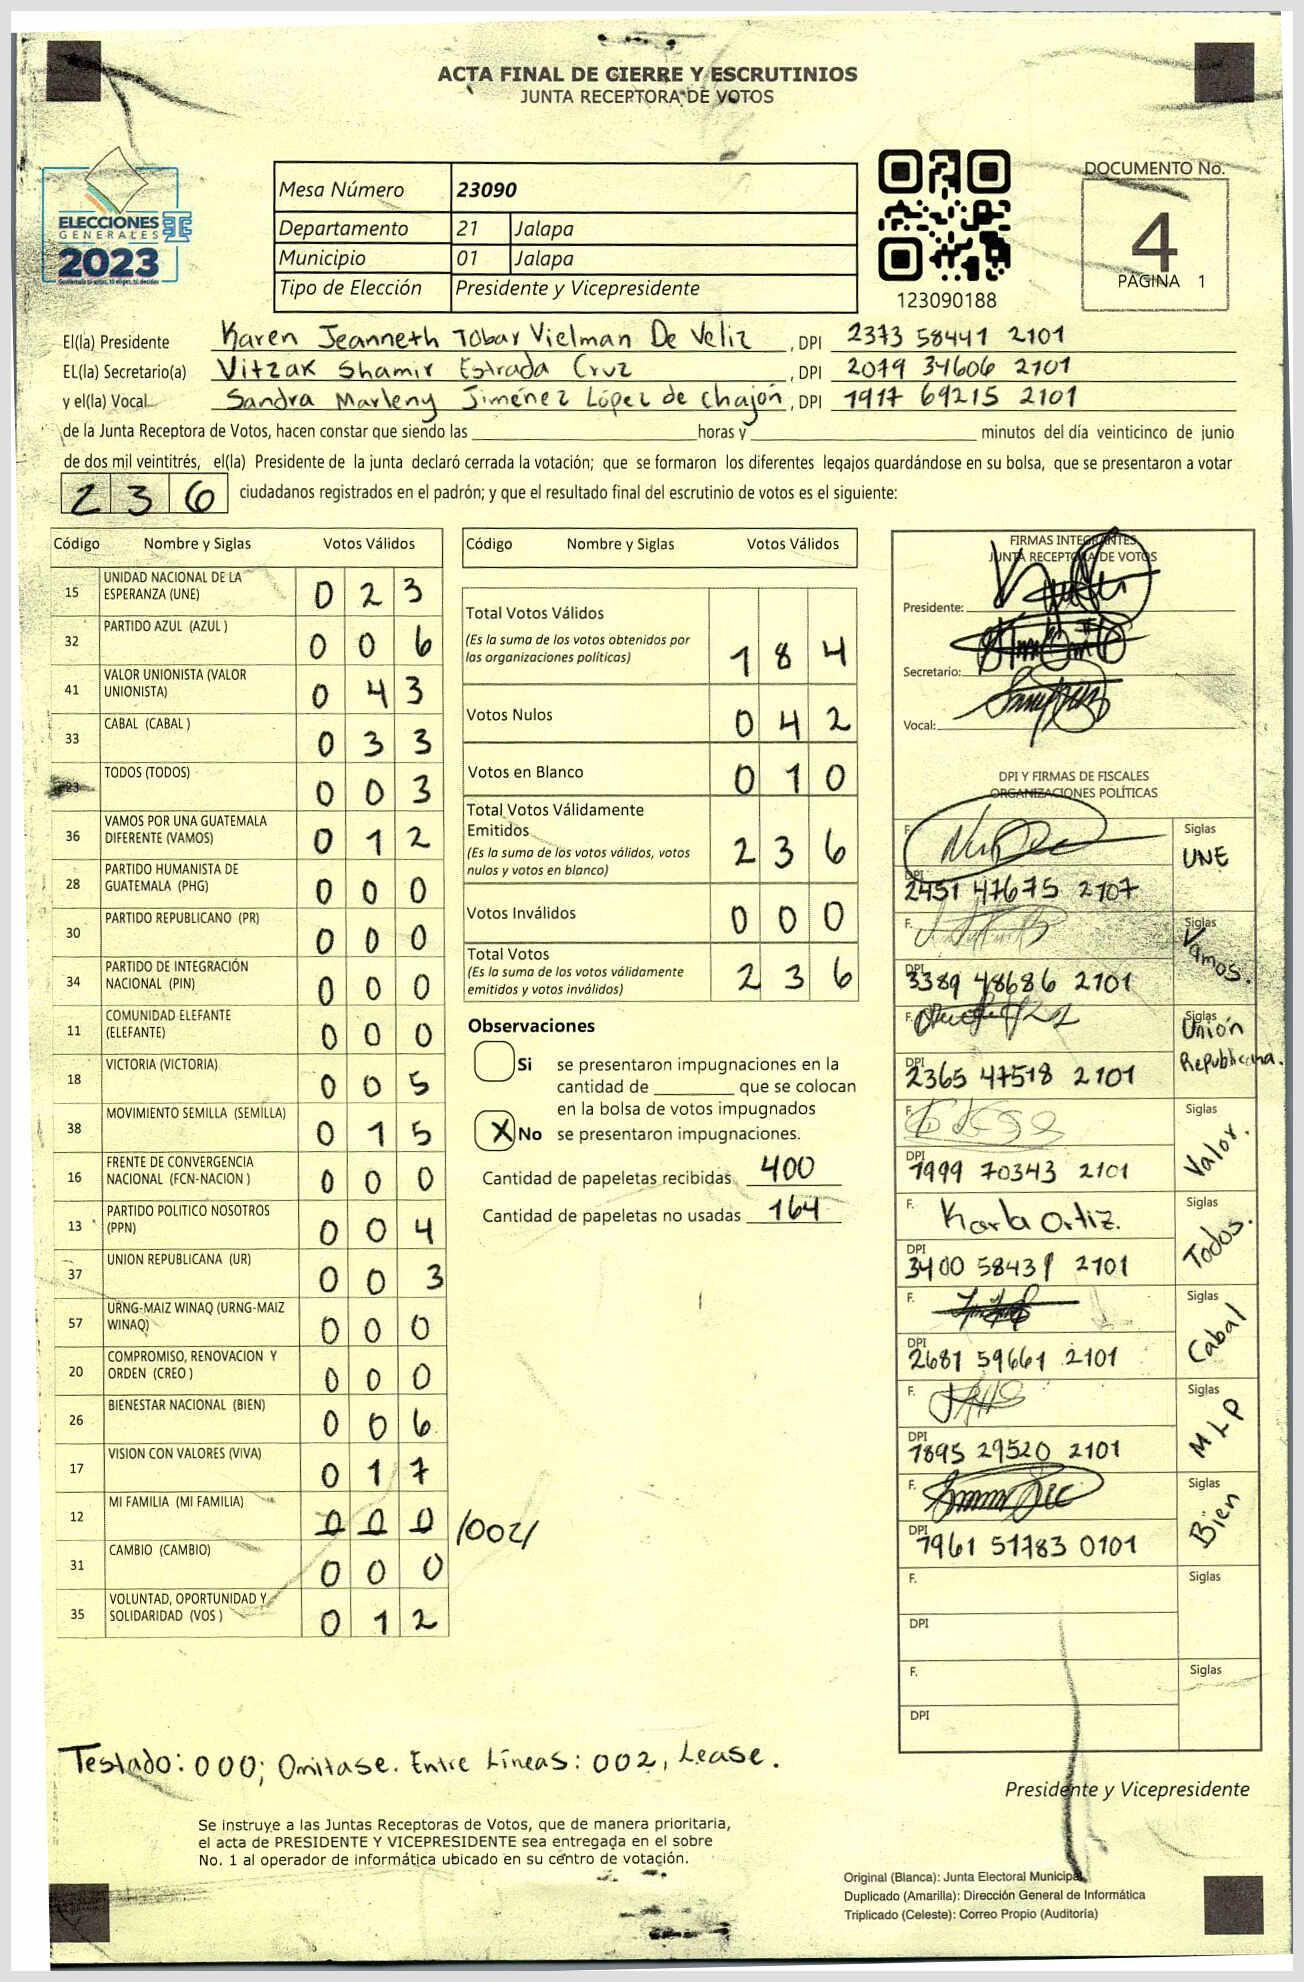 ACTA FINAL DE CIERRE Y ESCRUTINIOS
JUNTA RECEPTORA DE VOTOS
ELECCIONES
GENERALES
2023
Mesa Número 23090
Departamento 21 Jalapa
Municipio 01 Jalapa
Tipo de Elección Presidente y Vicepresidente
123090188
DOCUMENTO No.
4
PÁGINA 1
El(la) Presidente Karen Jeanneth Tobar Vielman De Veliz, DPI 2373 58441 2101
EL(la) Secretario(a) Vitzak Shamir Estrada Cruz, DPI 2079 34606 2101
y el(la) Vocal Sandra Marleny Jiménez López de Chajón, DPI 1917 69215 2101
de la Junta Receptora de Votos, hacen constar que siendo las horas y minutos del día veinticinco de junio
de dos mil veintitrés, el(la) Presidente de la junta declaró cerrada la votación; que se formaron los diferentes legajos guardándose en su bolsa, que se presentaron a votar
236 ciudadanos registrados en el padrón; y que el resultado final del escrutinio de votos es el siguiente:
Código Nombre y Siglas Votos Válidos
15 UNIDAD NACIONAL DE LA ESPERANZA (UNE) 0 2 3
32 PARTIDO AZUL (AZUL ) 0 0 6
41 VALOR UNIONISTA (VALOR UNIONISTA) 0 4 3
33 CABAL (CABAL ) 0 3 3
23 TODOS (TODOS) 0 0 3
36 VAMOS POR UNA GUATEMALA DIFERENTE (VAMOS) 0 1 2
28 PARTIDO HUMANISTA DE GUATEMALA (PHG) 0 0 0
30 PARTIDO REPUBLICANO (PR) 0 0 0
34 PARTIDO DE INTEGRACIÓN NACIONAL (PIN) 0 0 0
11 COMUNIDAD ELEFANTE (ELEFANTE) 0 0 0
18 VICTORIA (VICTORIA) 0 0 5
38 MOVIMIENTO SEMILLA (SEMILLA) 0 1 5
16 FRENTE DE CONVERGENCIA NACIONAL (FCN-NACION ) 0 0 0
13 PARTIDO POLITICO NOSOTROS (PPN) 0 0 4
37 UNION REPUBLICANA (UR) 0 0 3
57 URNG-MAIZ WINAQ (URNG-MAIZ WINAQ) 0 0 0
20 COMPROMISO, RENOVACION Y ORDEN (CREO ) 0 0 0
26 BIENESTAR NACIONAL (BIEN) 0 0 6
17 VISION CON VALORES (VIVA) 0 1 7
12 MI FAMILIA (MI FAMILIA) 0 0 0 /002/
31 CAMBIO (CAMBIO) 0 0 0
35 VOLUNTAD, OPORTUNIDAD Y SOLIDARIDAD (VOS ) 0 1 2
Código Nombre y Siglas Votos Válidos
Total Votos Válidos
(Es la suma de los votos obtenidos por
las organizaciones políticas) 1 8 4
Votos Nulos 0 4 2
Votos en Blanco 0 1 0
Total Votos Válidamente
Emitidos
(Es la suma de los votos válidos, votos
nulos y votos en blanco) 2 3 6
Votos Inválidos 0 0 0
Total Votos
(Es la suma de los votos válidamente
emitidos y votos inválidos) 2 3 6
Observaciones
Si se presentaron impugnaciones en la
cantidad de que se colocan
en la bolsa de votos impugnados
X No se presentaron impugnaciones.
Cantidad de papeletas recibidas 400
Cantidad de papeletas no usadas 164
FIRMAS INTEGRANTES
JUNTA RECEPTORA DE VOTOS
Presidente:
Secretario:
Vocal:
DPI Y FIRMAS DE FISCALES
ORGANIZACIONES POLÍTICAS
F. Siglas UNE
DPI 2451 47675 2107
F. Siglas Vamos.
DPI 3389 48686 2101
F. Siglas Unión Republicana.
DPI 2365 47518 2101
F. Siglas Valor.
DPI 1999 70343 2101
F. Karla Ortiz. Siglas Todos.
DPI 3400 58431 2101
F. Siglas Cabal
DPI 2681 59661 2101
F. Siglas MLP
DPI 1895 29520 2101
F. Siglas Bien
DPI 1961 51783 0101
F. Siglas
DPI
F. Siglas
DPI
Testado: 000; Omitase. Entre Líneas: 002, Lease.
Presidente y Vicepresidente
Se instruye a las Juntas Receptoras de Votos, que de manera prioritaria,
el acta de PRESIDENTE Y VICEPRESIDENTE sea entregada en el sobre
No. 1 al operador de informática ubicado en su centro de votación.
Original (Blanca): Junta Electoral Municipal
Duplicado (Amarilla): Dirección General de Informática
Triplicado (Celeste): Correo Propio (Auditoría)